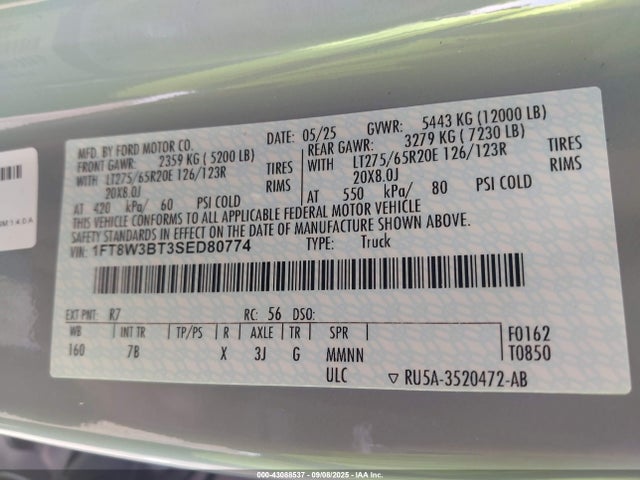 MFD. BY FORD MOTOR CO.
DATE: 05/25 GVWR: 5443 KG (12000 LB)
FRONT GAWR: 2359 KG ( 5200 LB)
REAR GAWR: 3279 KG ( 7230 LB)
WITH LT275/65R20E 126/123R TIRES
WITH LT275/65R20E 126/123R TIRES
20X8.0J RIMS
20X8.0J RIMS
AT 420 kPa/ 60 PSI COLD
AT 550 kPa/ 80 PSI COLD
THIS VEHICLE CONFORMS TO ALL APPLICABLE FEDERAL MOTOR VEHICLE
SAFETY STANDARDS IN EFFECT ON THE DATE OF MANUFACTURE SHOWN ABOVE.
VIN: 1FT8W3BT3SED80774 TYPE: Truck
EXT PNT: R7 RC: 56 DSO:
WB INT TR TP/PS R AXLE TR SPR F0162
160 7B X 3J G MMNN T0850
ULC ▽ RU5A-3520472-AB
000-43088537 - 09/08/2025 - IAA Inc.